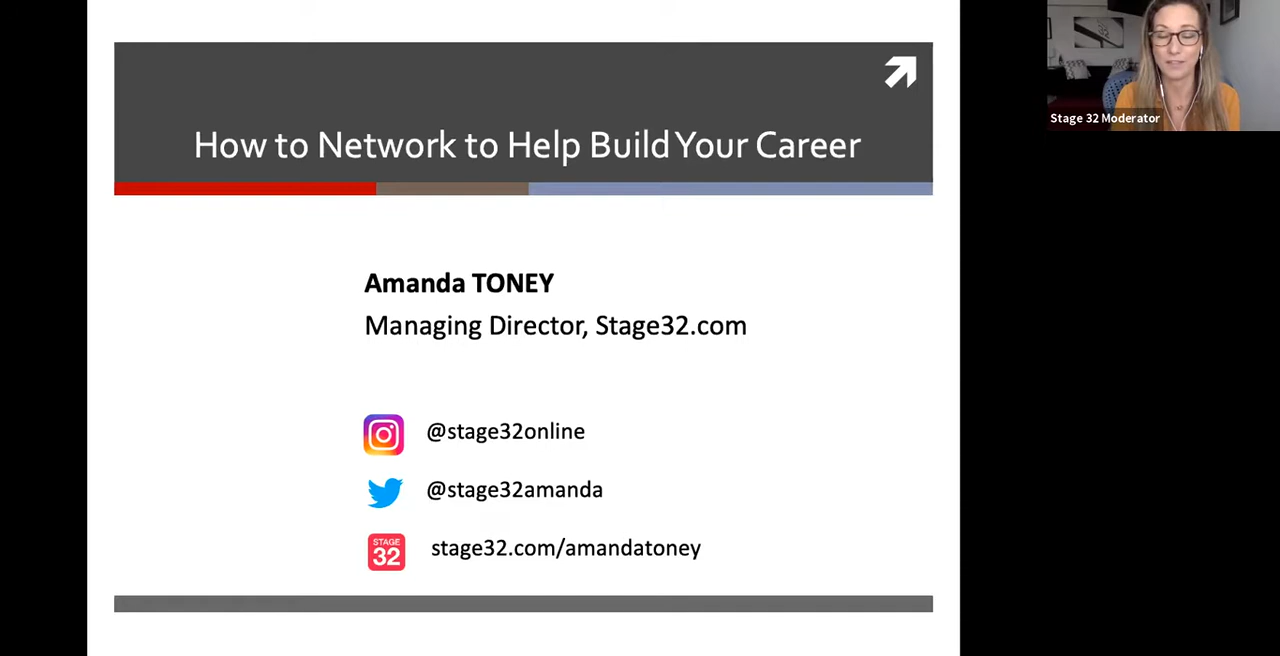 How to Network to Help Build Your Career
Stage 32 Moderator
Amanda TONEY
Managing Director, Stage32.com
@stage32online
@stage32amanda
STAGE
32
stage32.com/amandatoney